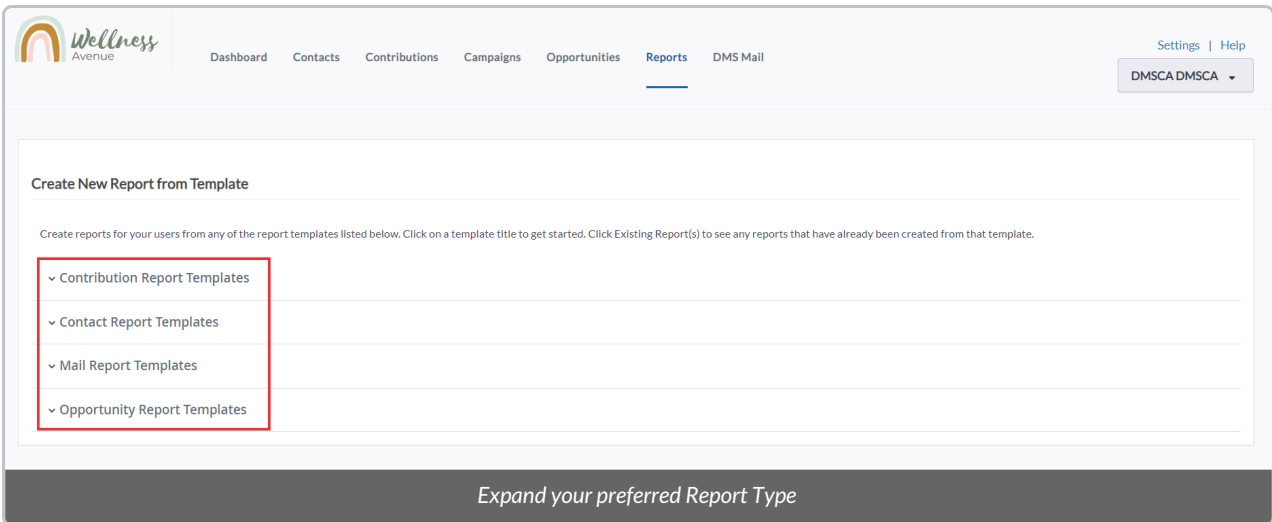 Wellness
Avenue
Dashboard Contacts Contributions Campaigns Opportunities Reports DMS Mail
Settings | Help
DMSCA DMSCA
Create New Report from Template
Create reports for your users from any of the report templates listed below. Click on a template title to get started. Click Existing Report(s) to see any reports that have already been created from that template.
Contribution Report Templates
Contact Report Templates
Mail Report Templates
Opportunity Report Templates
Expand your preferred Report Type